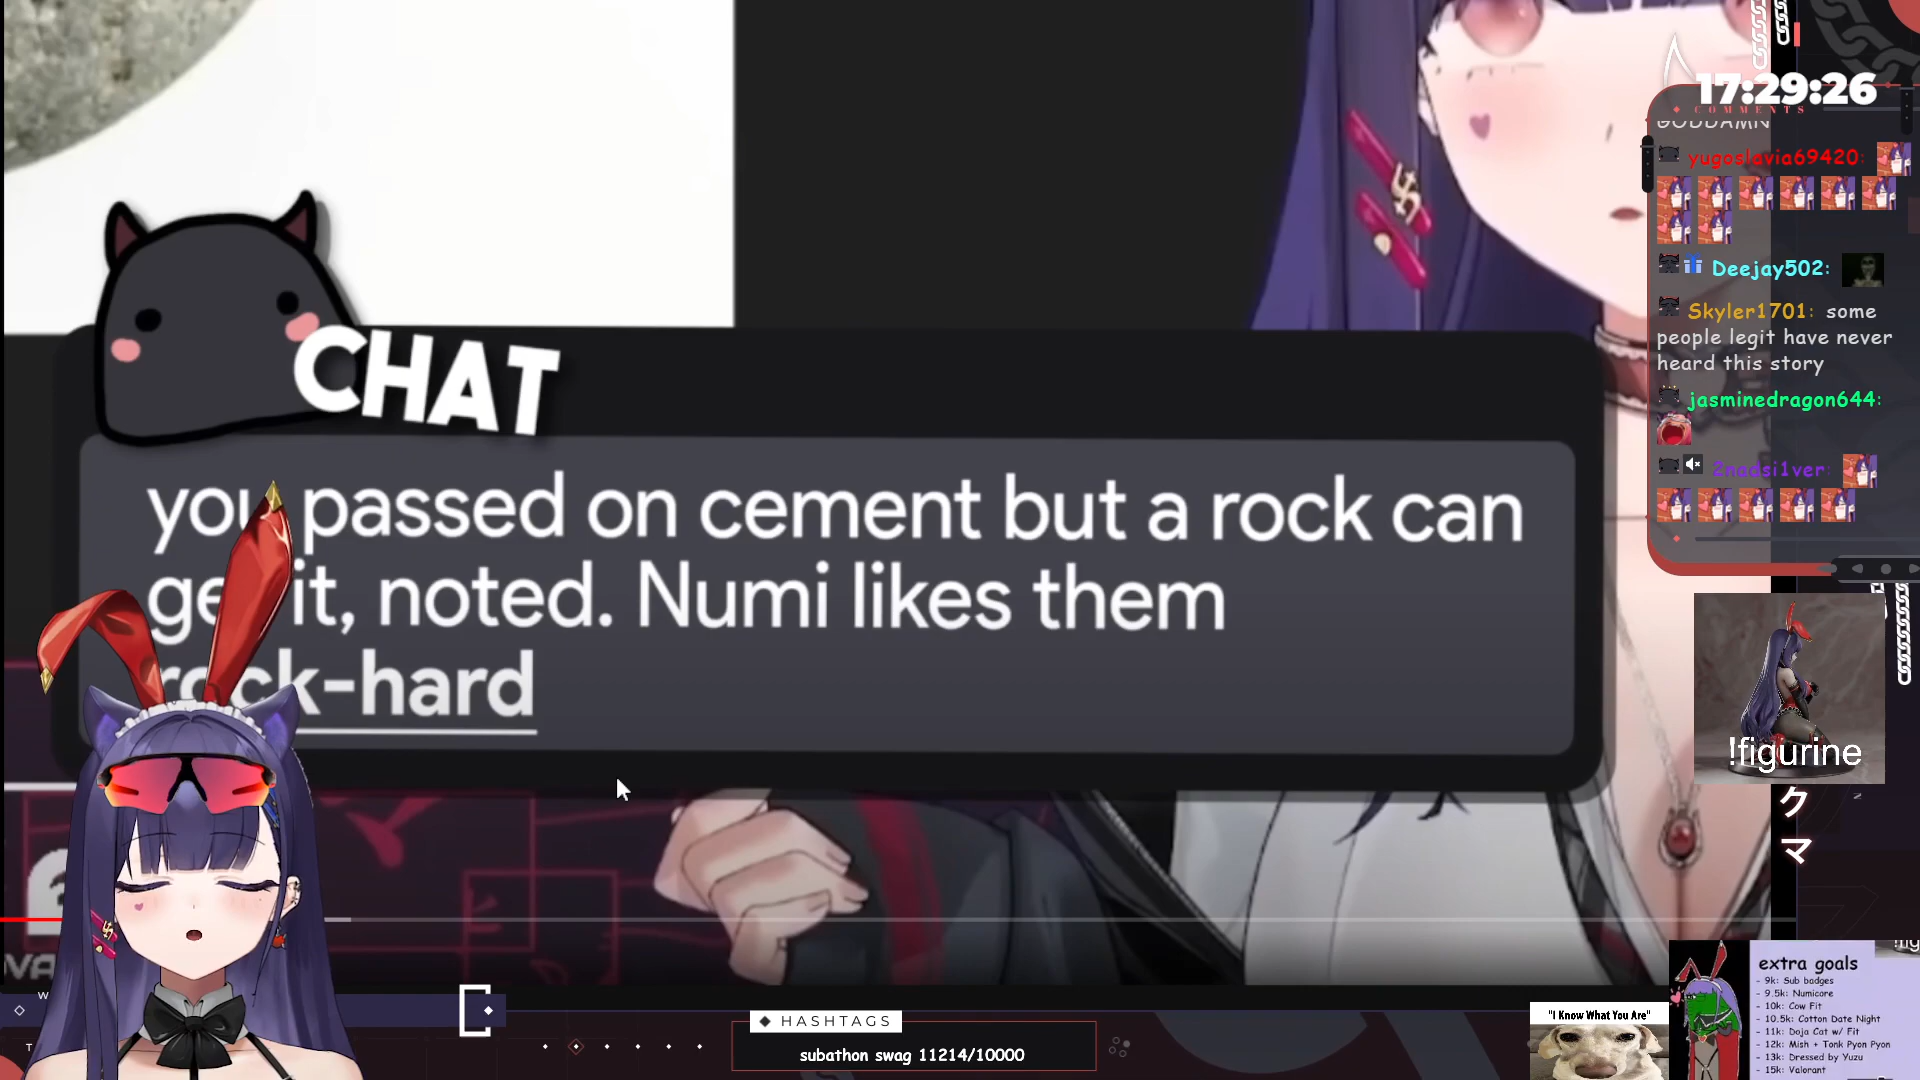 17:29:26
COMMENTS
GODDAMN
yugoslavia69420:
Deejay502:
Skyler1701: some
people legit have never
heard this story
jasminedragon644:
2nadsi1ver:
CHAT
you passed on cement but a rock can
get it, noted. Numi likes them
rock-hard
!figurine
クマ
W
T
HASHTAGS
subathon swag 11214/10000
"I Know What You Are"
extra goals
- 9k: Sub badges
- 9.5k: Numicore
- 10k: Cow Fit
- 10.5k: Cotton Date Night
- 11k: Doja Cat w/ Fit
- 12k: Mish + Tonk Pyon Pyon
- 13k: Dressed by Yuzu
- 15k: Valorant